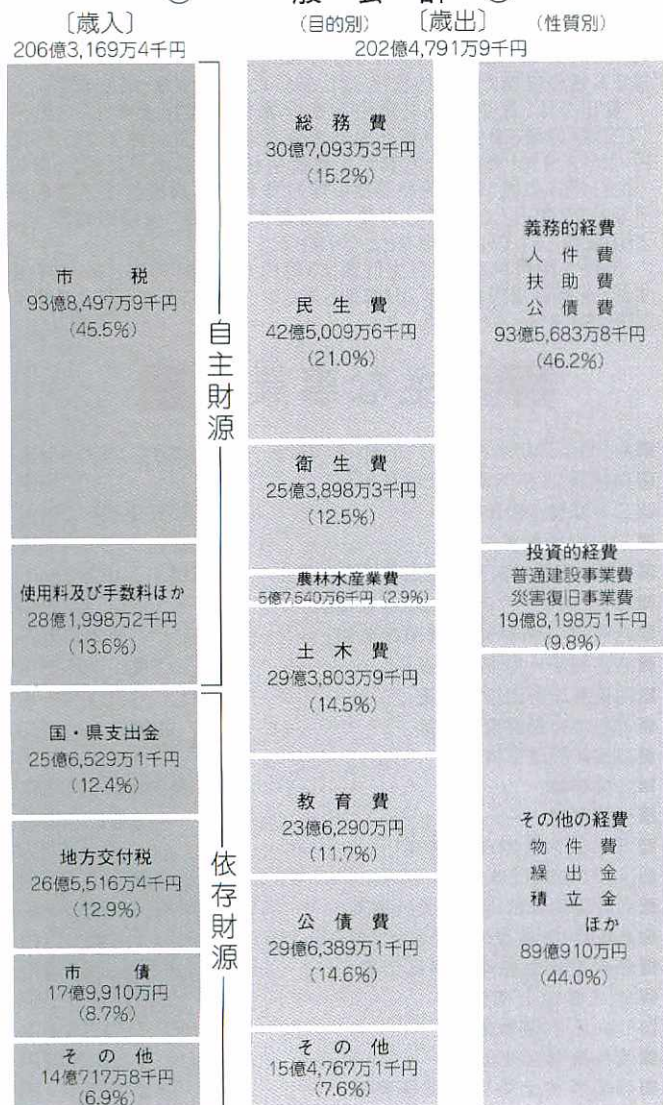 般会
〔歳入〕
206億3,169万4千円
(目的別)
〔歳出〕
(性質別)
202億4,791万9千円
市税
93億8,497万9千円
(45.5%)
使用料及び手数料ほか
28億1,998万2千円
(13.6%)
自主財源
国・県支出金
25億6,529万1千円
(12.4%)
地方交付税
26億5,516万4千円
(12.9%)
市債
17億9,910万円
(8.7%)
その他
14億717万8千円
(6.9%)
依存財源
総務費
30億7,093万3千円
(15.2%)
民生費
42億5,009万6千円
(21.0%)
衛生費
25億3,898万3千円
(12.5%)
農林水産業費
5億7,540万6千円(2.9%)
土木費
29億3,803万9千円
(14.5%)
教育費
23億6,290万円
(11.7%)
公債費
29億6,389万1千円
(14.6%)
その他
15億4,767万1千円
(7.6%)
義務的経費
人件費
扶助費
公債費
93億5,683万8千円
(46.2%)
投資的経費
普通建設事業費
災害復旧事業費
19億8,198万1千円
(9.8%)
その他の経費
物件費
繰出金
積立金
ほか
89億910万円
(44.0%)